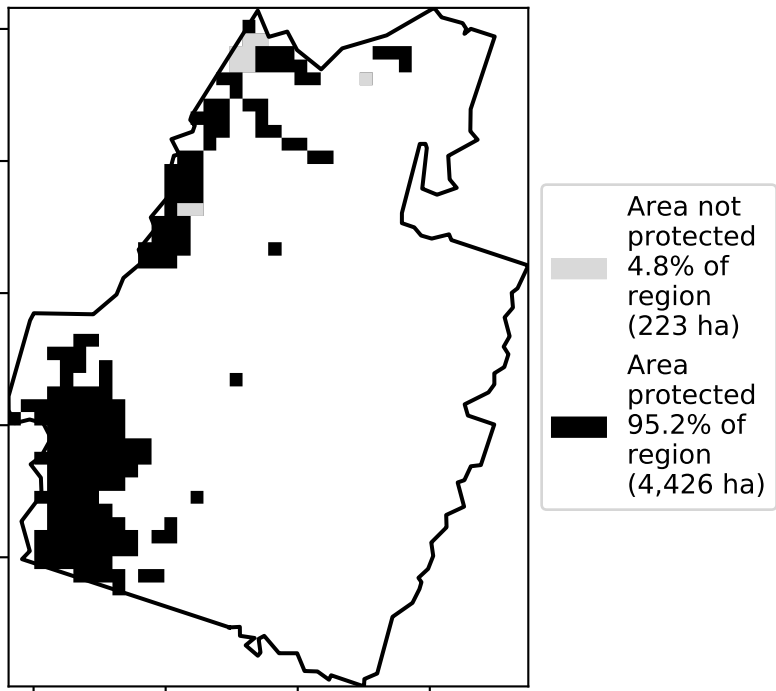 Area not
protected
4.8% of
region
(223 ha)
Area
protected
95.2% of
region
(4,426 ha)